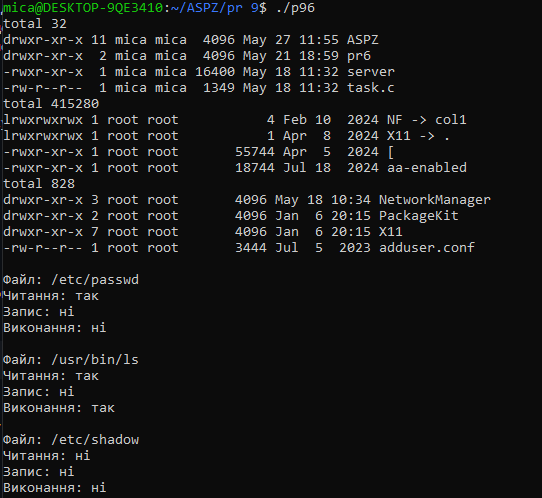 mica@DESKTOP-9QE3410:~/ASPZ/pr 9$ ./p96
total 32
drwxr-xr-x 11 mica mica  4096 May 27 11:55 ASPZ
drwxr-xr-x  2 mica mica  4096 May 21 18:59 pr6
-rwxr-xr-x  1 mica mica 16400 May 18 11:32 server
-rw-r--r--  1 mica mica  1349 May 18 11:32 task.c
total 415280
lrwxrwxrwx 1 root root           4 Feb 10  2024 NF -> col1
lrwxrwxrwx 1 root root           1 Apr  8  2024 X11 -> .
-rwxr-xr-x 1 root root       55744 Apr  5  2024 [
-rwxr-xr-x 1 root root       18744 Jul 18  2024 aa-enabled
total 828
drwxr-xr-x 3 root root       4096 May 18 10:34 NetworkManager
drwxr-xr-x 2 root root       4096 Jan  6 20:15 PackageKit
drwxr-xr-x 7 root root       4096 Jan  6 20:15 X11
-rw-r--r-- 1 root root       3444 Jul  5  2023 adduser.conf
Файл: /etc/passwd
Читання: так
Запис: ні
Виконання: ні
Файл: /usr/bin/ls
Читання: так
Запис: ні
Виконання: так
Файл: /etc/shadow
Читання: ні
Запис: ні
Виконання: ні